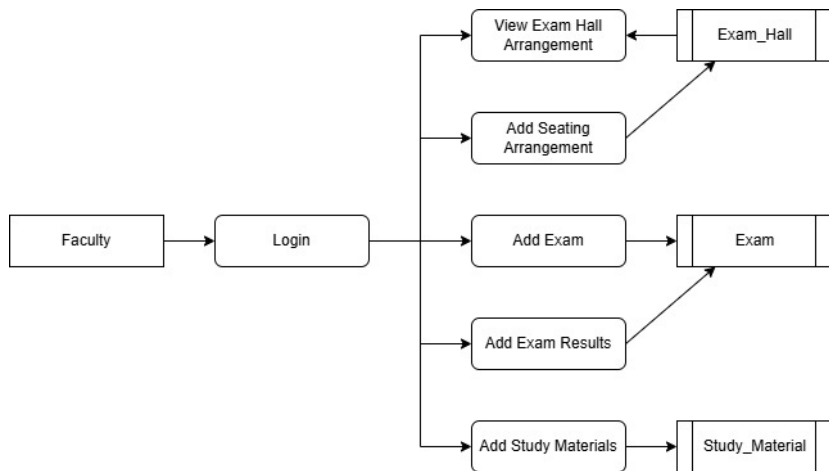 View Exam Hall
Arrangement
Exam_Hall
Add Seating
Arrangement
Faculty
Login
Add Exam
Exam
Add Exam Results
Add Study Materials
Study_Material